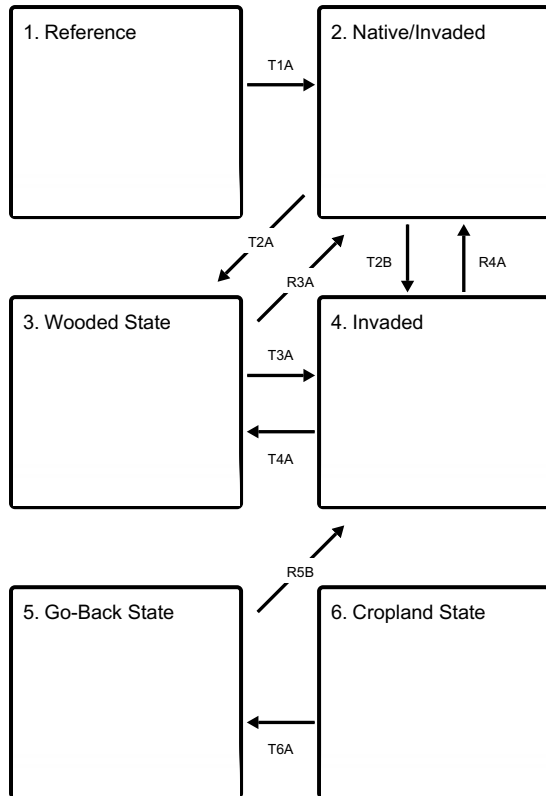 1. Reference
2. Native/Invaded
T1A
T2A
R3A
T2B
R4A
3. Wooded State
4. Invaded
T3A
T4A
R5B
5. Go-Back State
6. Cropland State
T6A